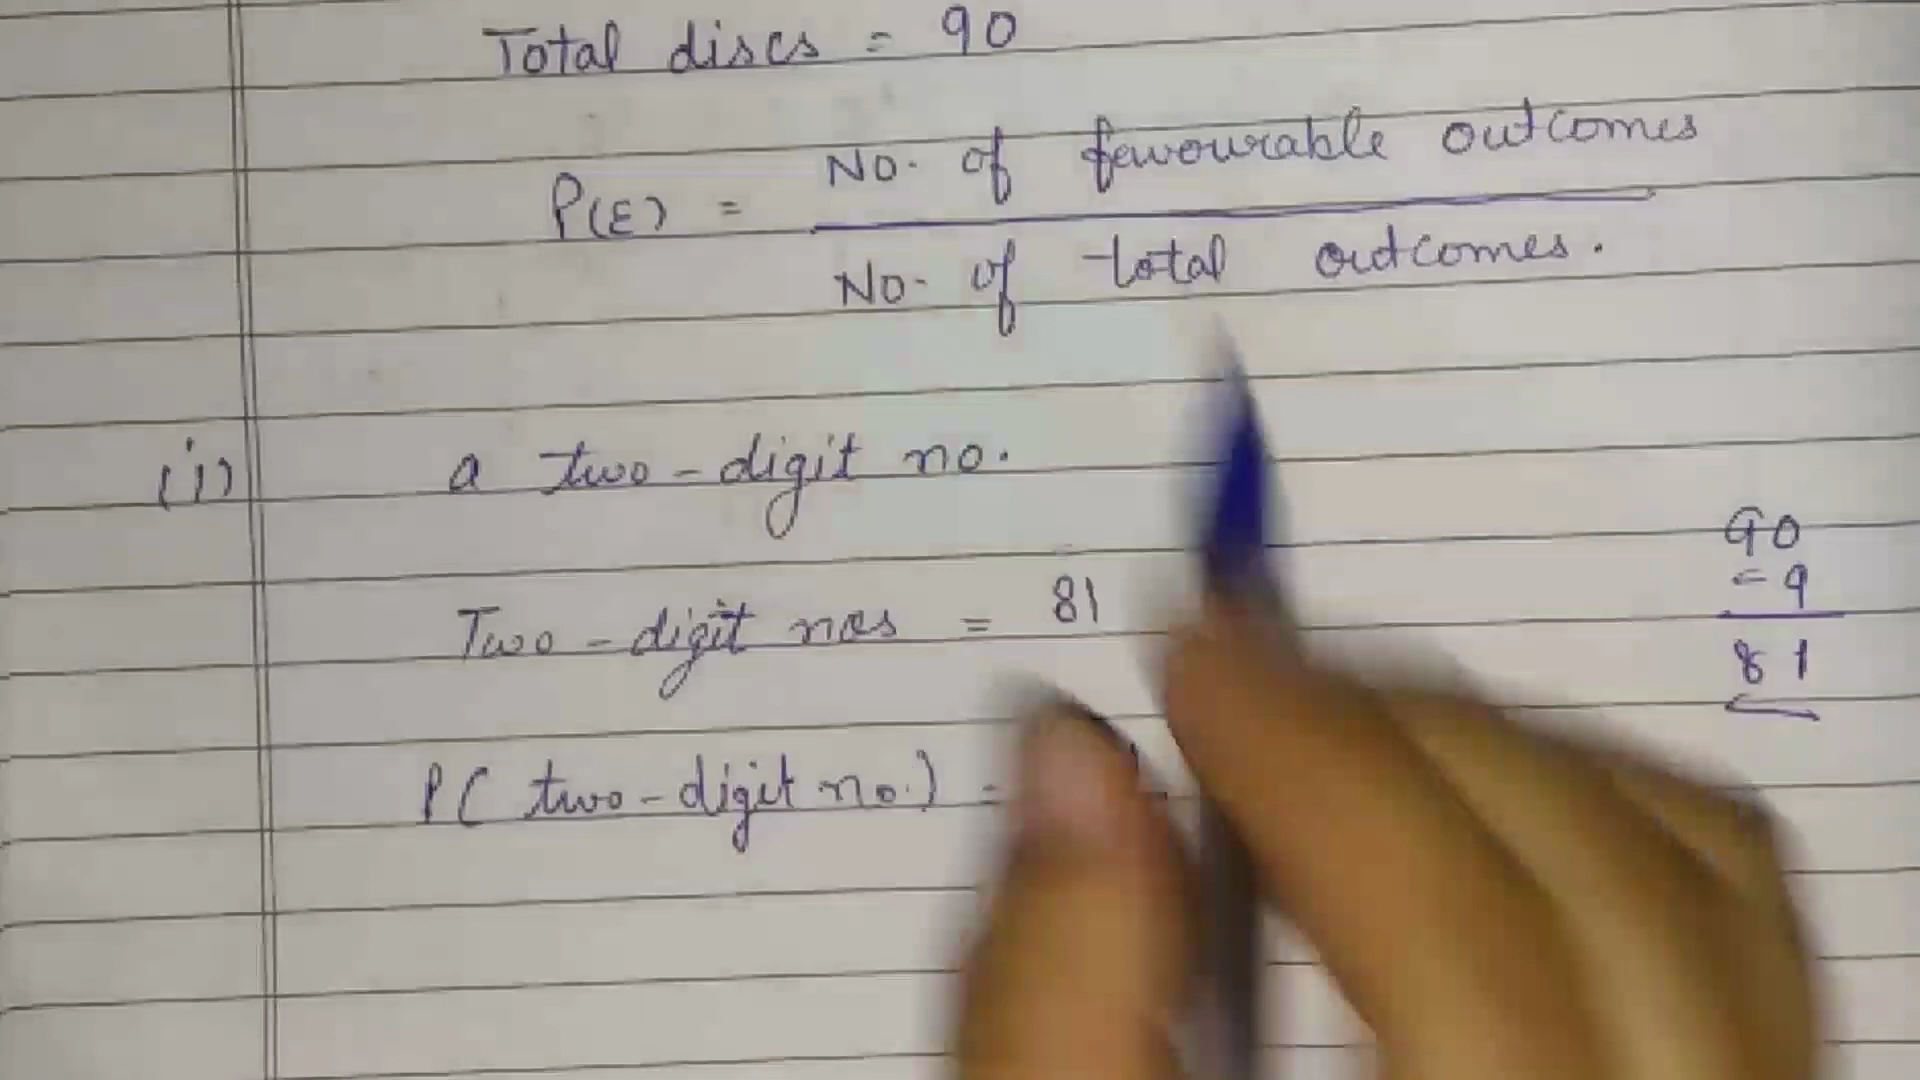 Total discs = 90
No. of favourable outcomes
P(E) =
No. of total outcomes.
(i) a two-digit no.
90
Two-digit nos = 81
- 9
81
P( two-digit no.) =